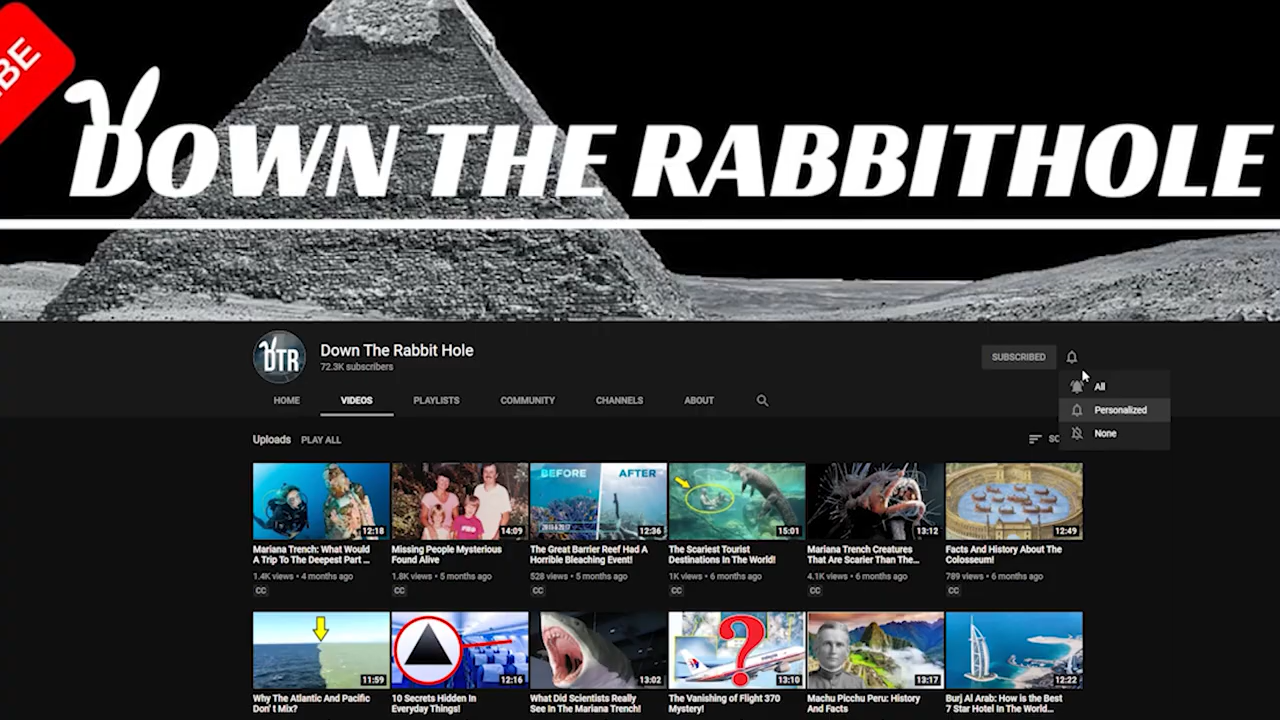 BE
DOWN THE RABBITHOLE
DTR
Down The Rabbit Hole
72.3K subscribers
SUBSCRIBED
All
Personalized
None
HOME
VIDEOS
PLAYLISTS
COMMUNITY
CHANNELS
ABOUT
Uploads
PLAY ALL
SO
BEFORE
AFTER
12:18
14:09
12:36
15:01
13:12
12:49
Mariana Trench: What Would
A Trip To The Deepest Part ...
1.4K views • 4 months ago
CC
Missing People Mysterious
Found Alive
1.8K views • 5 months ago
CC
The Great Barrier Reef Had A
Horrible Bleaching Event!
528 views • 5 months ago
CC
The Scariest Tourist
Destinations In The World!
1K views • 6 months ago
CC
Mariana Trench Creatures
That Are Scarier Than The...
4.1K views • 6 months ago
CC
Facts And History About The
Colosseum!
789 views • 6 months ago
CC
11:59
12:16
13:02
?
13:10
13:17
12:22
Why The Atlantic And Pacific
Don't Mix?
10 Secrets Hidden In
Everyday Things!
What Did Scientists Really
See In The Mariana Trench!
The Vanishing of Flight 370
Mystery!
Machu Picchu Peru: History
And Facts
Burj Al Arab: How is the Best
7 Star Hotel In The World...